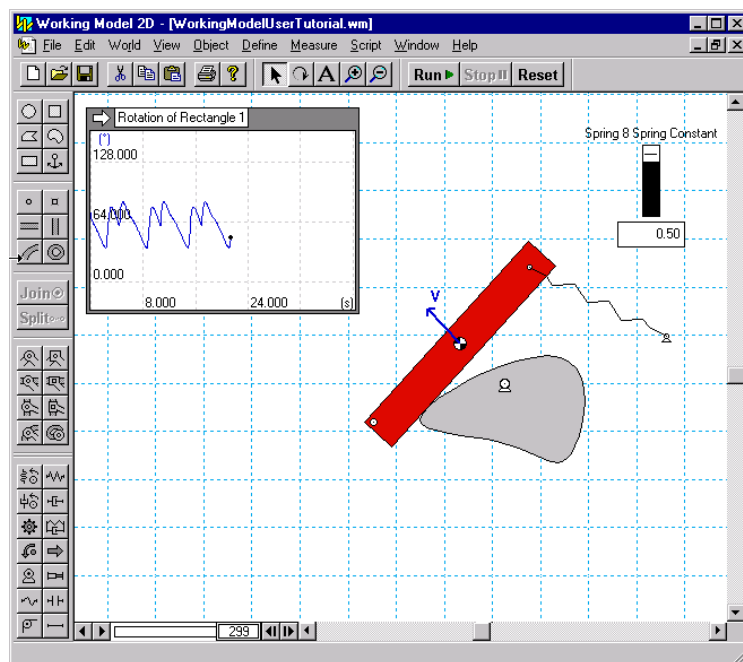 Working Model 2D - [WorkingModelUserTutorial.wm]
File Edit World View Object Define Measure Script Window Help
A Run Stop Reset
Rotation of Rectangle 1
(°)
128.000
64.000
0.000
8.000 24.000 (s)
Spring 8 Spring Constant
0.50
V
Join
Split
299